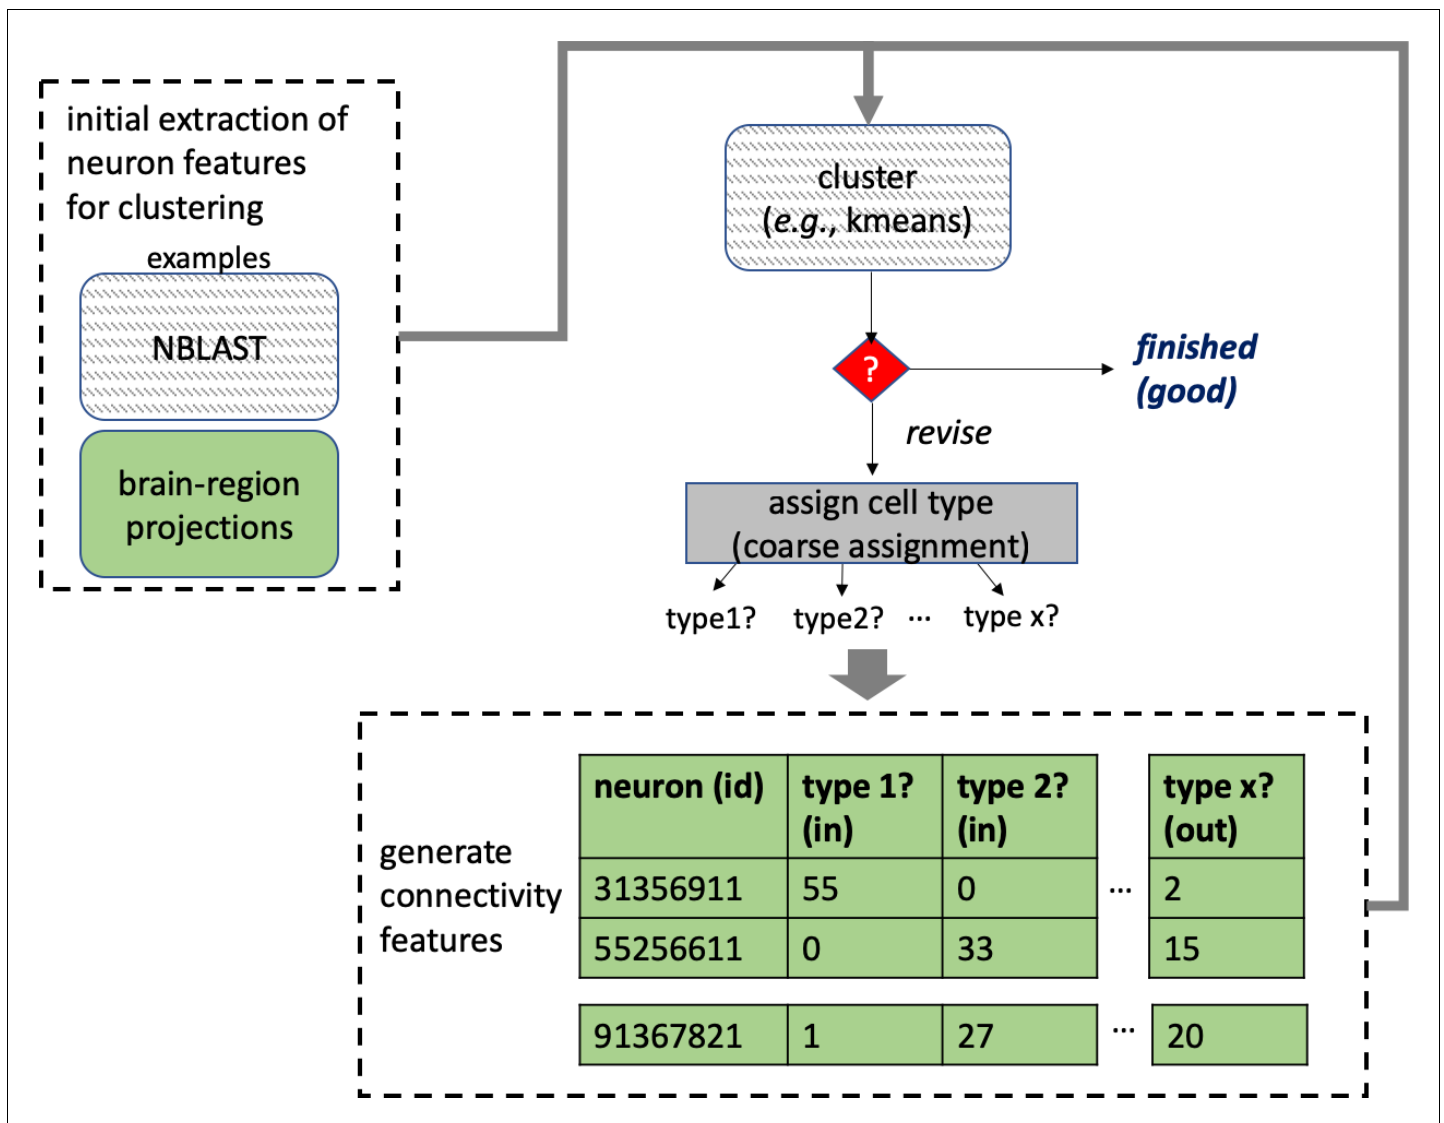 initial extraction of
neuron features
for clustering
examples
NBLAST
brain-region
projections
cluster
(e.g., kmeans)
?
finished
(good)
revise
assign cell type
(coarse assignment)
type1? type2? ... type x?
generate
connectivity
features
neuron (id) type 1? (in) type 2? (in) type x? (out)
31356911 55 0 ... 2
55256611 0 33 15
91367821 1 27 ... 20